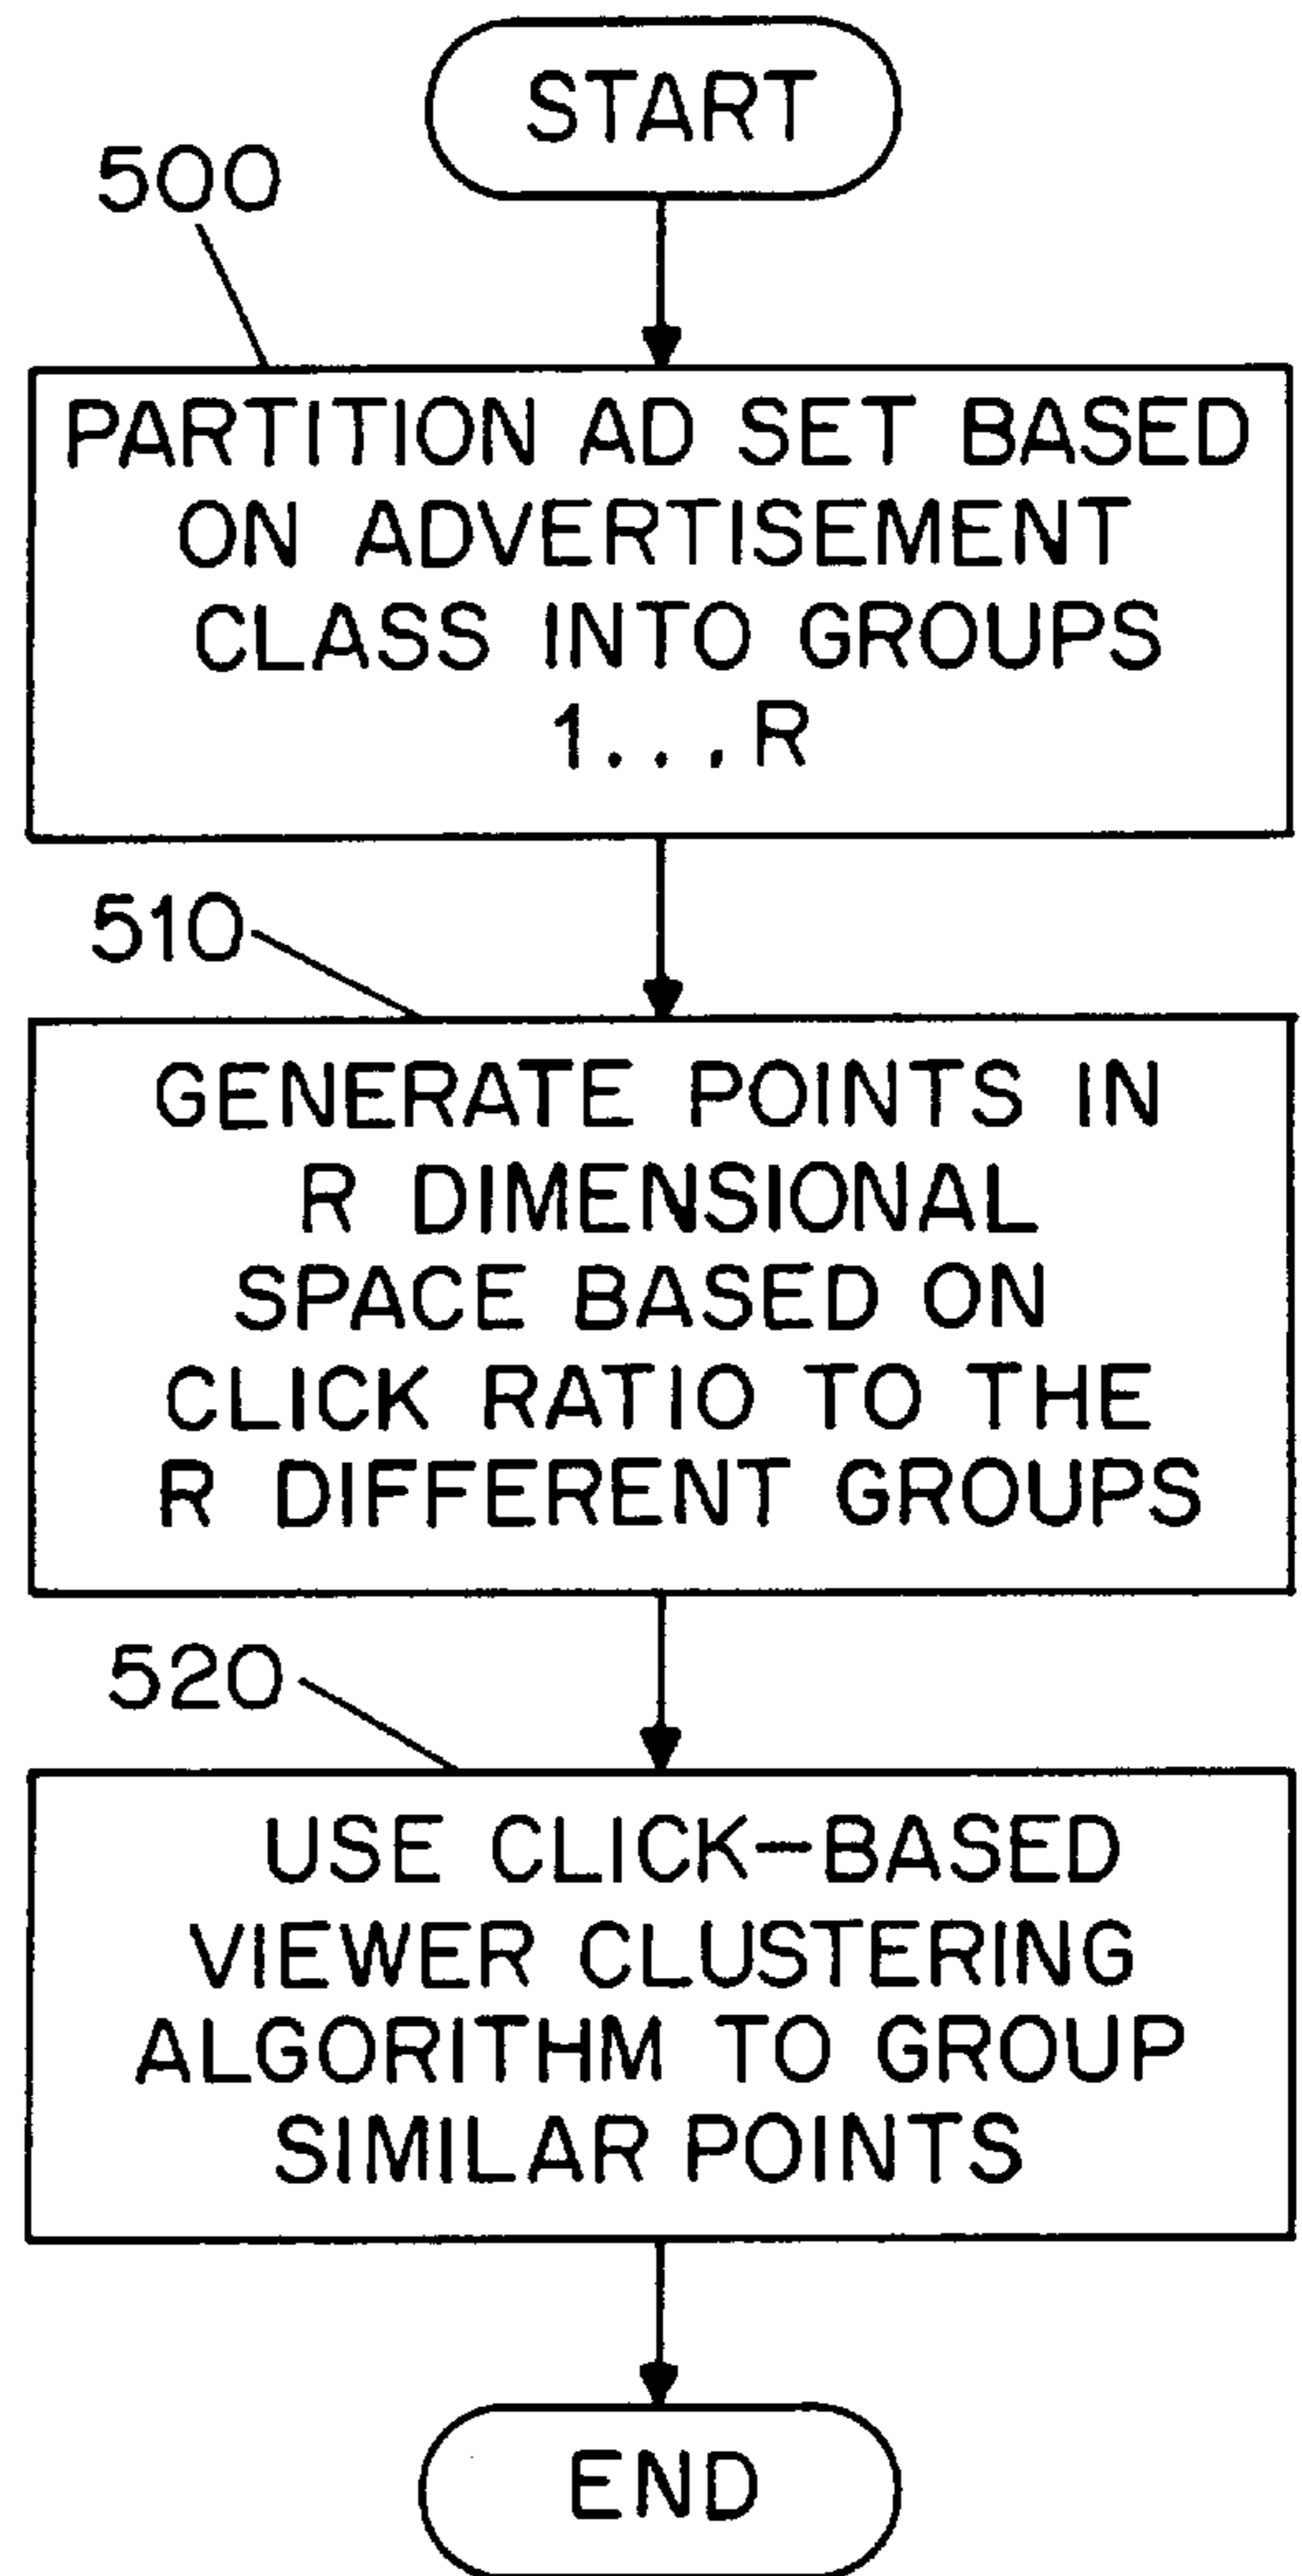 START
500
PARTITION AD SET BASED
ON ADVERTISEMENT
CLASS INTO GROUPS
1...R
510
GENERATE POINTS IN
R DIMENSIONAL
SPACE BASED ON
CLICK RATIO TO THE
R DIFFERENT GROUPS
520
USE CLICK-BASED
VIEWER CLUSTERING
ALGORITHM TO GROUP
SIMILAR POINTS
END